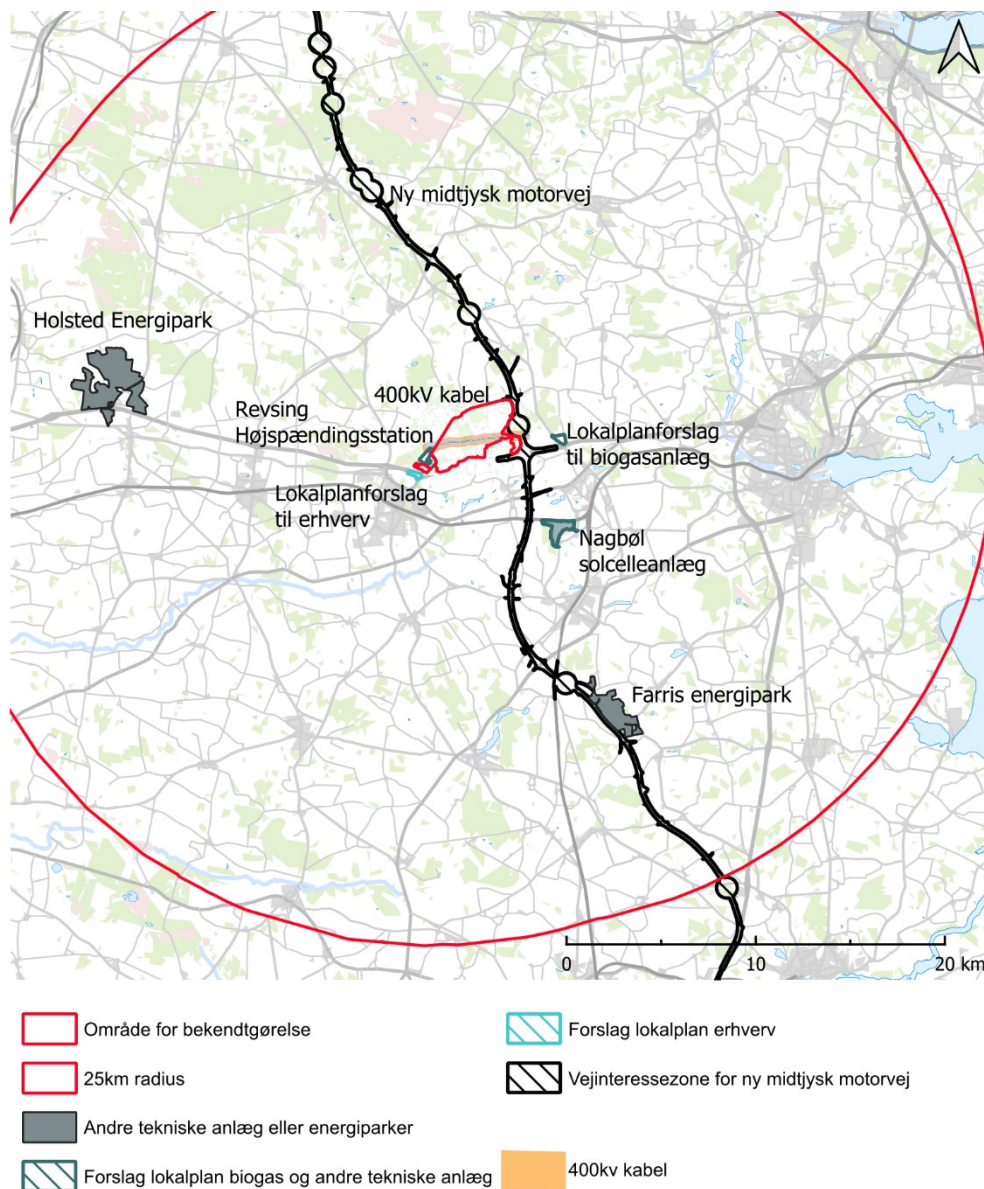 Ny midtjysk motorvej
Holsted Energipark
400kV kabel
Revsing
Højspændingsstation
Lokalplanforslag
til biogasanlæg
Lokalplanforslag
til erhverv
Nagbøl
solcelleanlæg
Farris energipark
0 10 20 km
Område for bekendtgørelse
25km radius
Andre tekniske anlæg eller energiparker
Forslag lokalplan biogas og andre tekniske anlæg
Forslag lokalplan erhverv
Vejinteressezone for ny midtjysk motorvej
400kv kabel